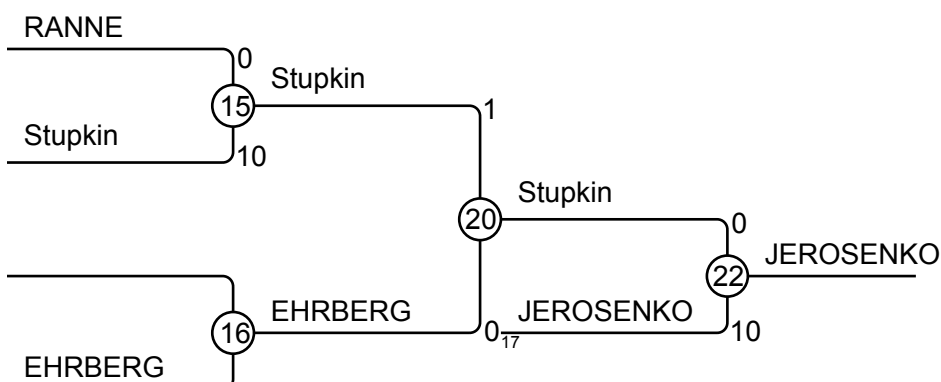 RANNE
0
Stupkin
15
1
Stupkin
10
Stupkin
20
0
JEROSENKO
22
EHRBERG
0
17
JEROSENKO
10
16
EHRBERG